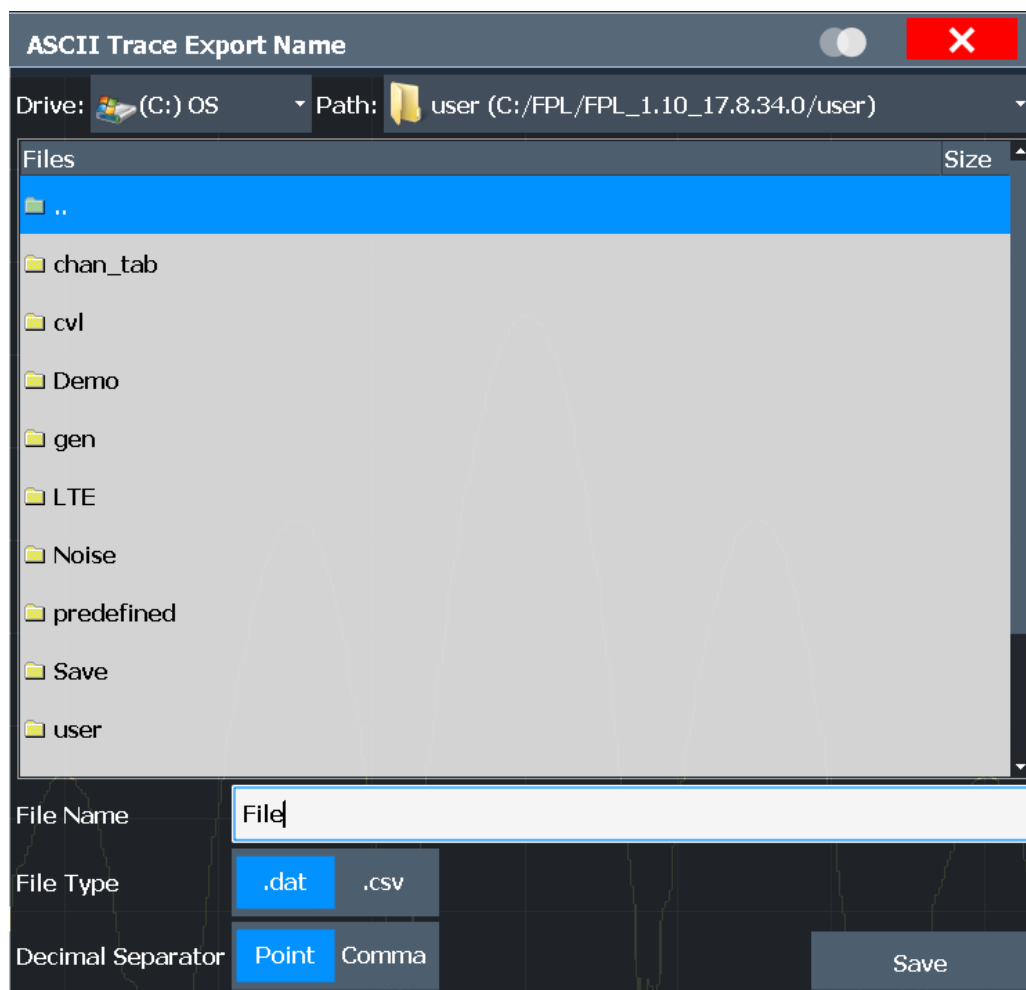 ASCII Trace Export Name
Drive: (C:) OS Path: user (C:/FPL/FPL_1.10_17.8.34.0/user)
Files Size
..
chan_tab
cvl
Demo
gen
LTE
Noise
predefined
Save
user
File Name File
File Type .dat .csv
Decimal Separator Point Comma
Save